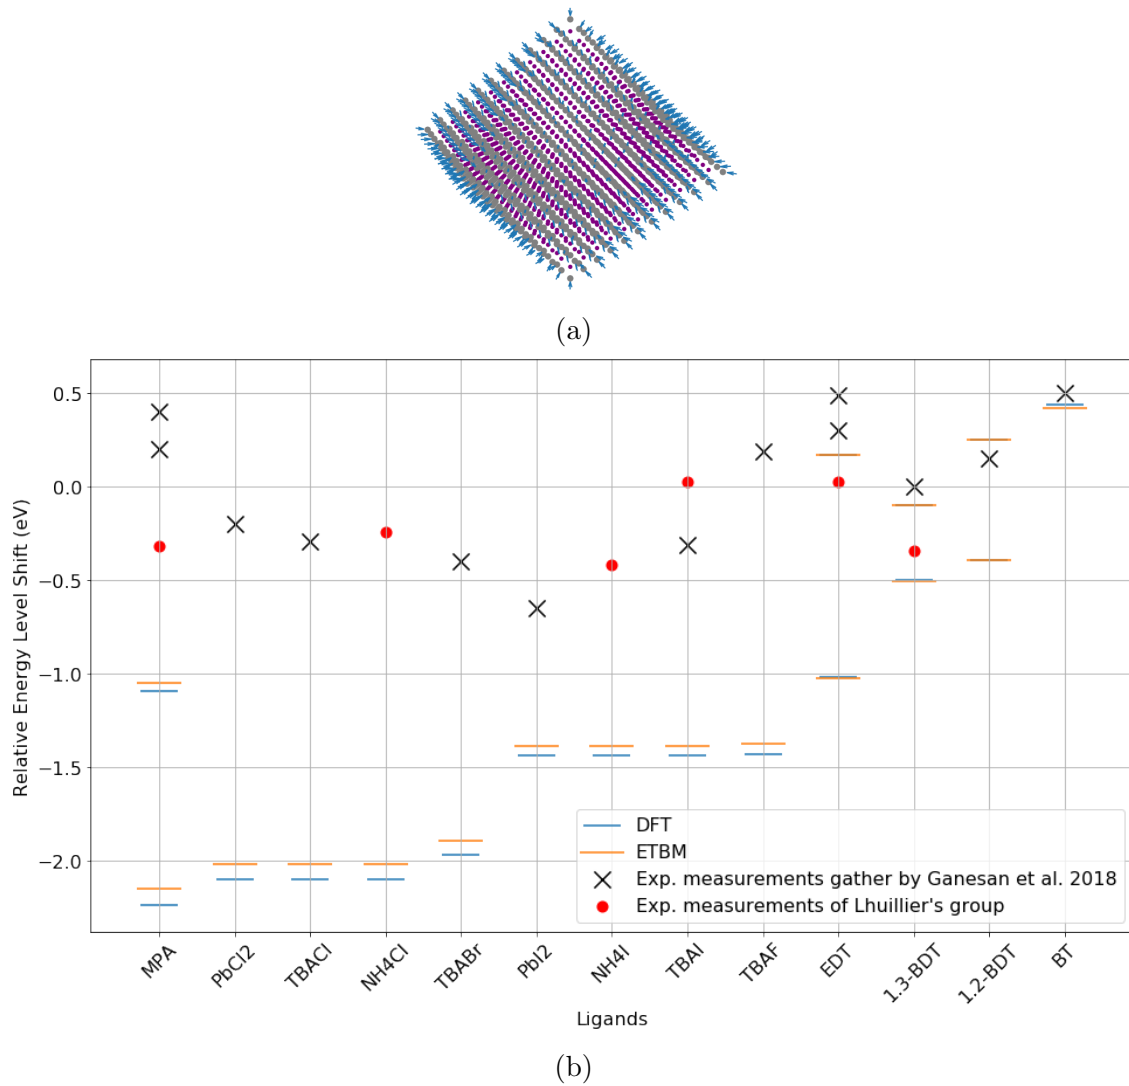 (a)
0.5
0.0
−0.5
−1.0
−1.5
−2.0
Relative Energy Level Shift (eV)
DFT
ETBM
Exp. measurements gather by Ganesan et al. 2018
Exp. measurements of Lhuillier's group
MPA
PbCl2
TBACl
NH4Cl
TBABr
PbI2
NH4I
TBAI
TBAF
EDT
1.3-BDT
1.2-BDT
BT
Ligands
(b)